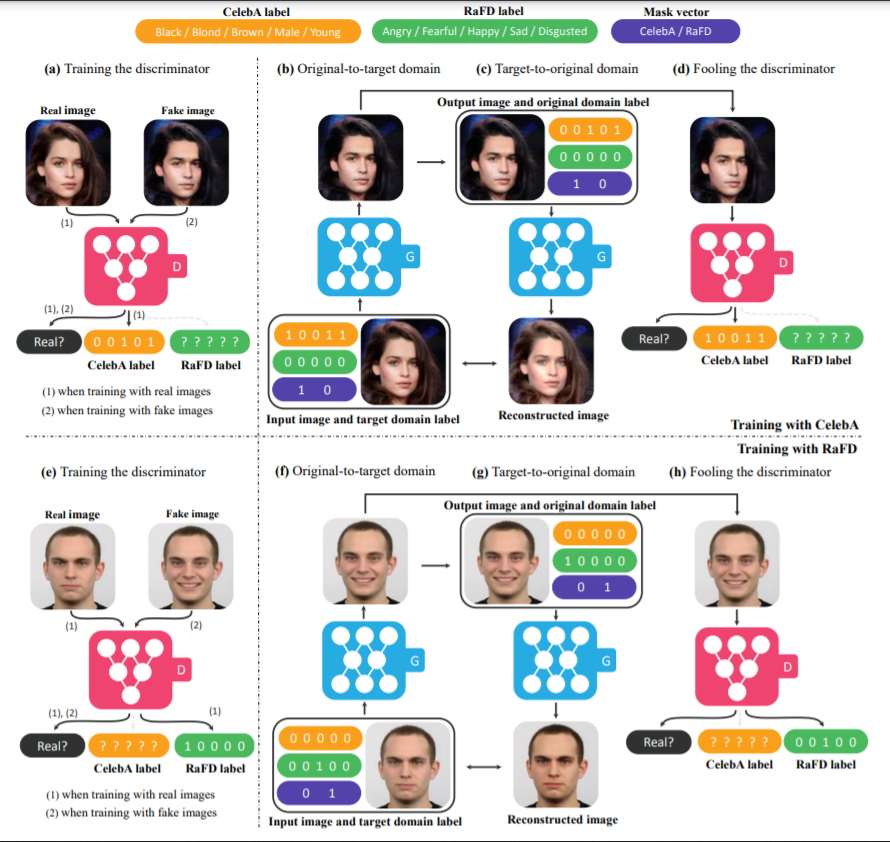 CelebA label
RaFD label
Mask vector
Black / Blond / Brown / Male / Young
Angry / Fearful / Happy / Sad / Disgusted
CelebA / RaFD
(a) Training the discriminator
(b) Original-to-target domain
(c) Target-to-original domain
(d) Fooling the discriminator
Real image
Fake image
(1)
(2)
D
(1), (2)
(1)
Real?
0 0 1 0 1
? ? ? ? ?
CelebA label
RaFD label
(1) when training with real images
(2) when training with fake images
Output image and original domain label
0 0 1 0 1
0 0 0 0 0
1 0
G
G
1 0 0 1 1
0 0 0 0 0
1 0
Input image and target domain label
Reconstructed image
D
Real?
1 0 0 1 1
? ? ? ? ?
CelebA label
RaFD label
Training with CelebA
Training with RaFD
(e) Training the discriminator
(f) Original-to-target domain
(g) Target-to-original domain
(h) Fooling the discriminator
Real image
Fake image
(1)
(2)
D
(1), (2)
(1)
Real?
? ? ? ? ?
1 0 0 0 0
CelebA label
RaFD label
(1) when training with real images
(2) when training with fake images
Output image and original domain label
0 0 0 0 0
1 0 0 0 0
0 1
G
G
0 0 0 0 0
0 0 1 0 0
0 1
Input image and target domain label
Reconstructed image
D
Real?
? ? ? ? ?
0 0 1 0 0
CelebA label
RaFD label